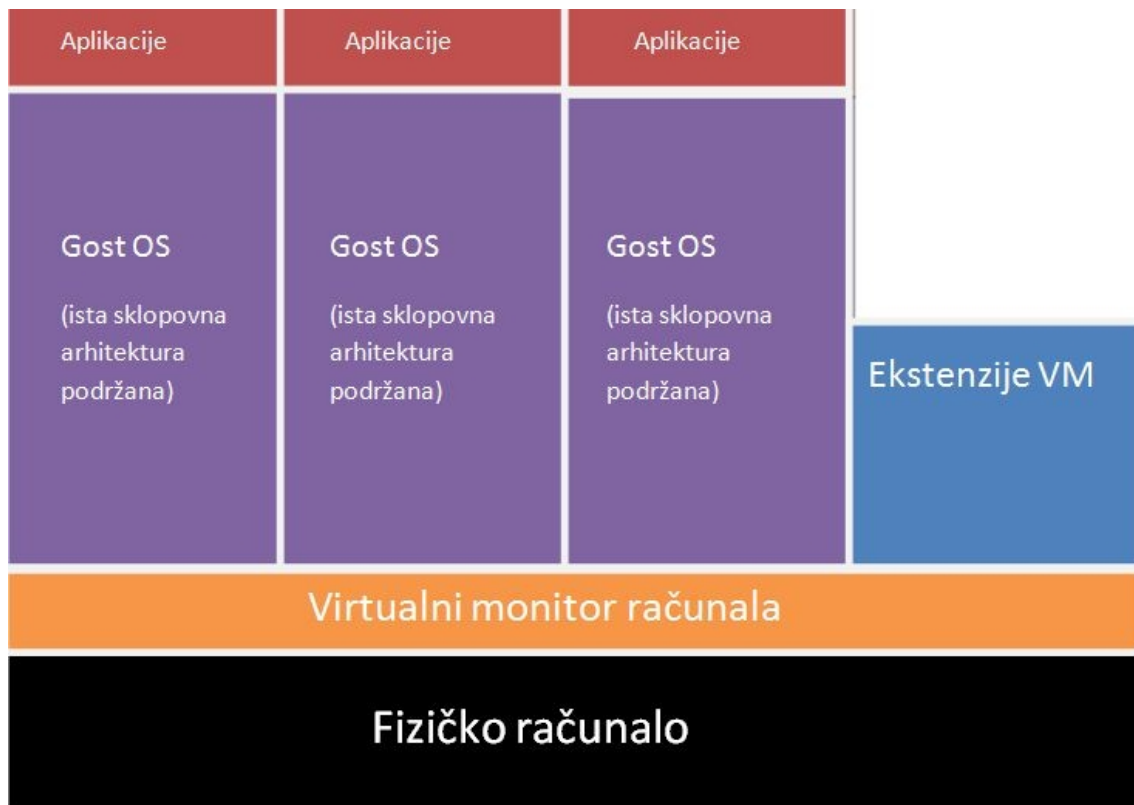 Aplikacije
Aplikacije
Aplikacije
Gost OS
(ista sklopovna
arhitektura
podržana)
Gost OS
(ista sklopovna
arhitektura
podržana)
Gost OS
(ista sklopovna
arhitektura
podržana)
Ekstenzije VM
Virtualni monitor računala
Fizičko računalo